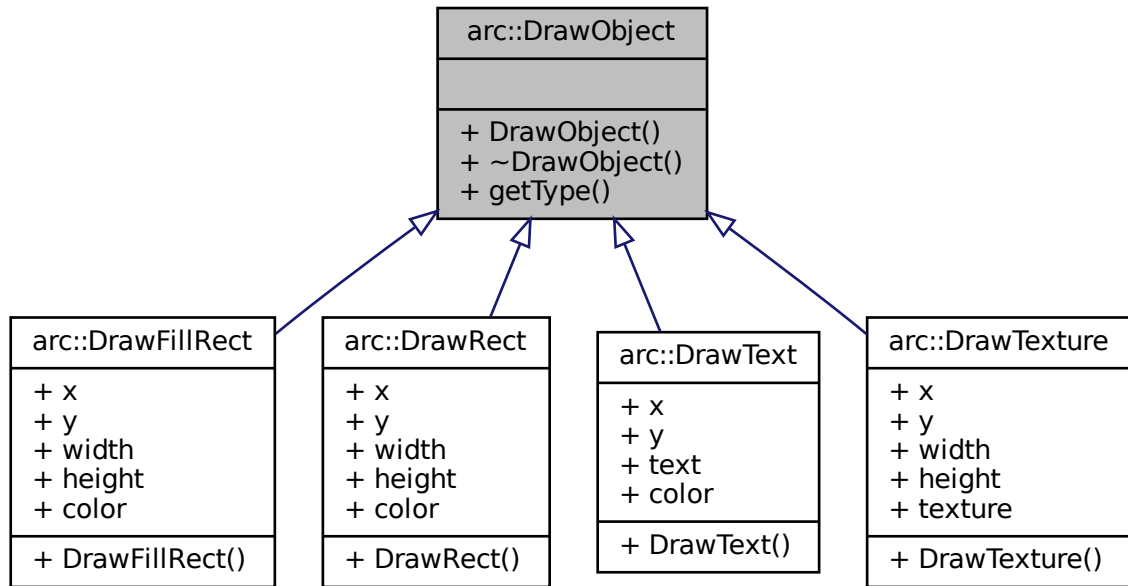 arc::DrawObject
+ DrawObject()
+ ~DrawObject()
+ getType()
arc::DrawFillRect
+ x
+ y
+ width
+ height
+ color
+ DrawFillRect()
arc::DrawRect
+ x
+ y
+ width
+ height
+ color
+ DrawRect()
arc::DrawText
+ x
+ y
+ text
+ color
+ DrawText()
arc::DrawTexture
+ x
+ y
+ width
+ height
+ texture
+ DrawTexture()